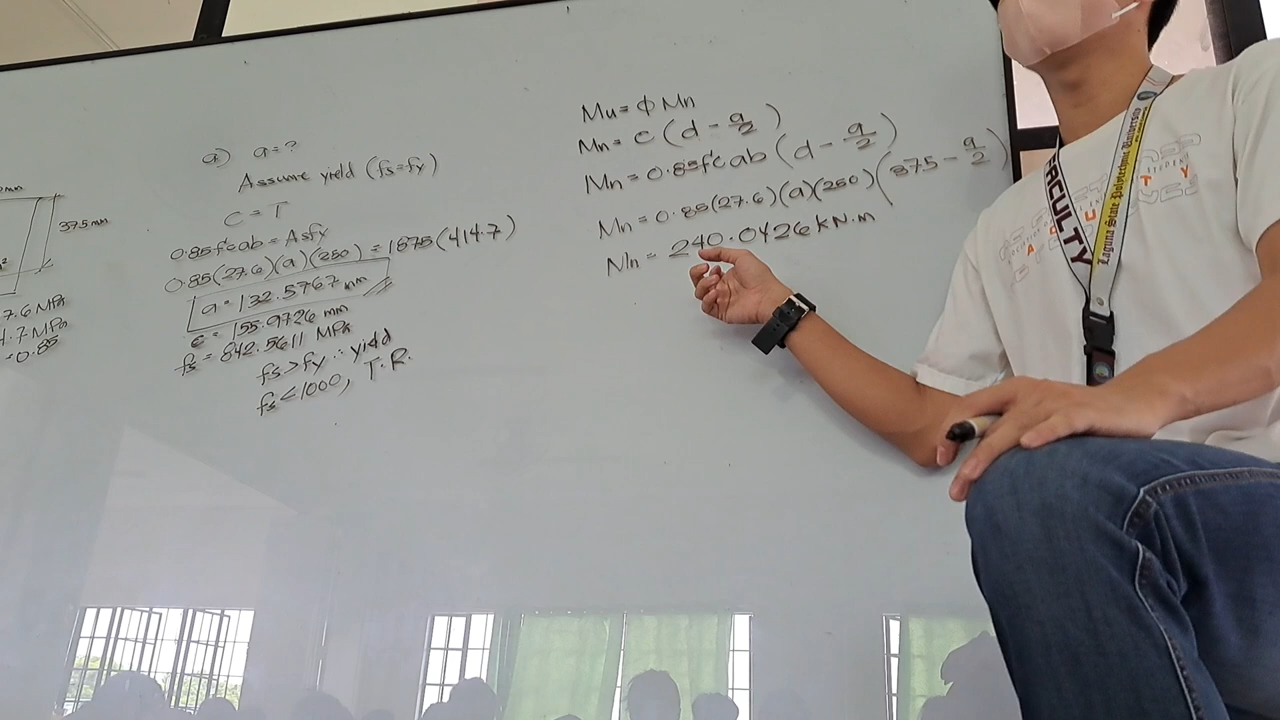 375 mm
7.6 MPa
4.7 MPa
=0.85
a) a=?
Assume yield (fs=fy)
C = T
0.85f'cab = Asfy
0.85(27.6)(a)(250) = 1875(414.7)
a = 132.5767 mm
c = 155.9726 mm
fs = 842.5611 MPa
fs > fy ∴ yield
fs < 1000, T.R.
Mu = φ Mn
Mn = C (d - a/2)
Mn = 0.85f'cab (d - a/2)
Mn = 0.85(27.6)(a)(250)(375 - a/2)
Mn = 240.0426 kN.m
FACULTY
Laguna State Polytechnic University